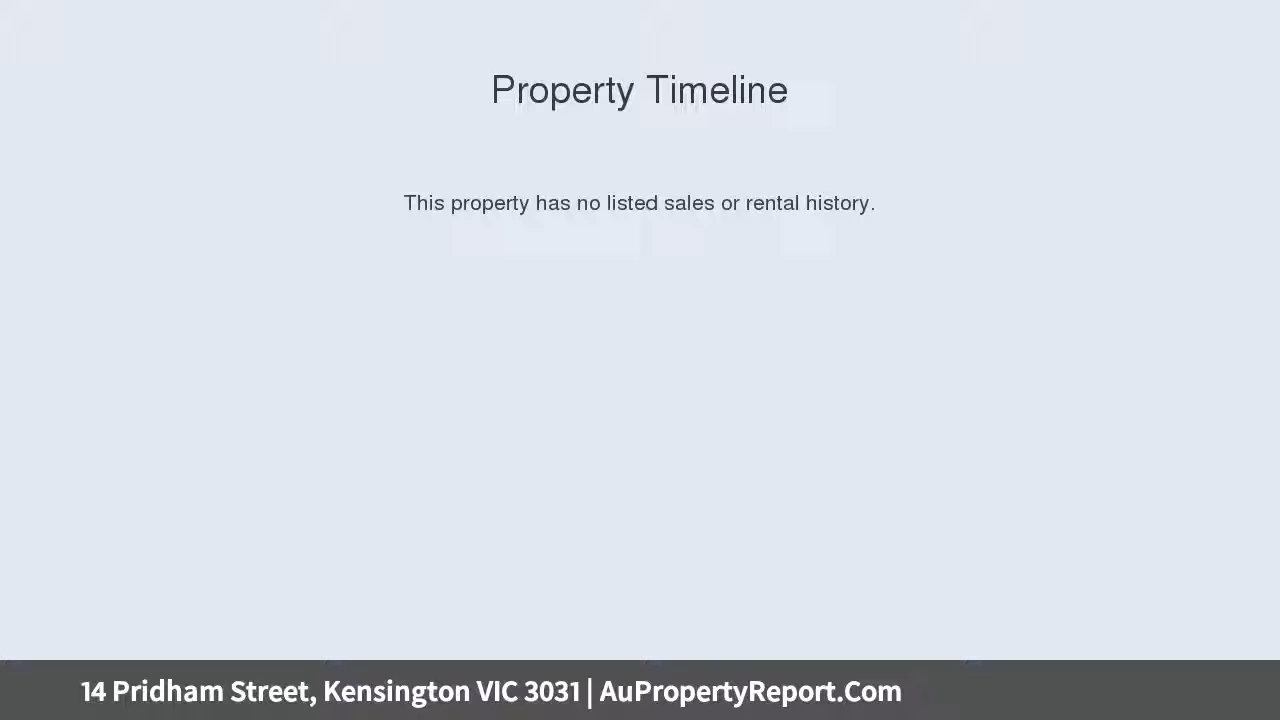 Property Timeline
This property has no listed sales or rental history.
14 Pridham Street, Kensington VIC 3031 | AuPropertyReport.Com